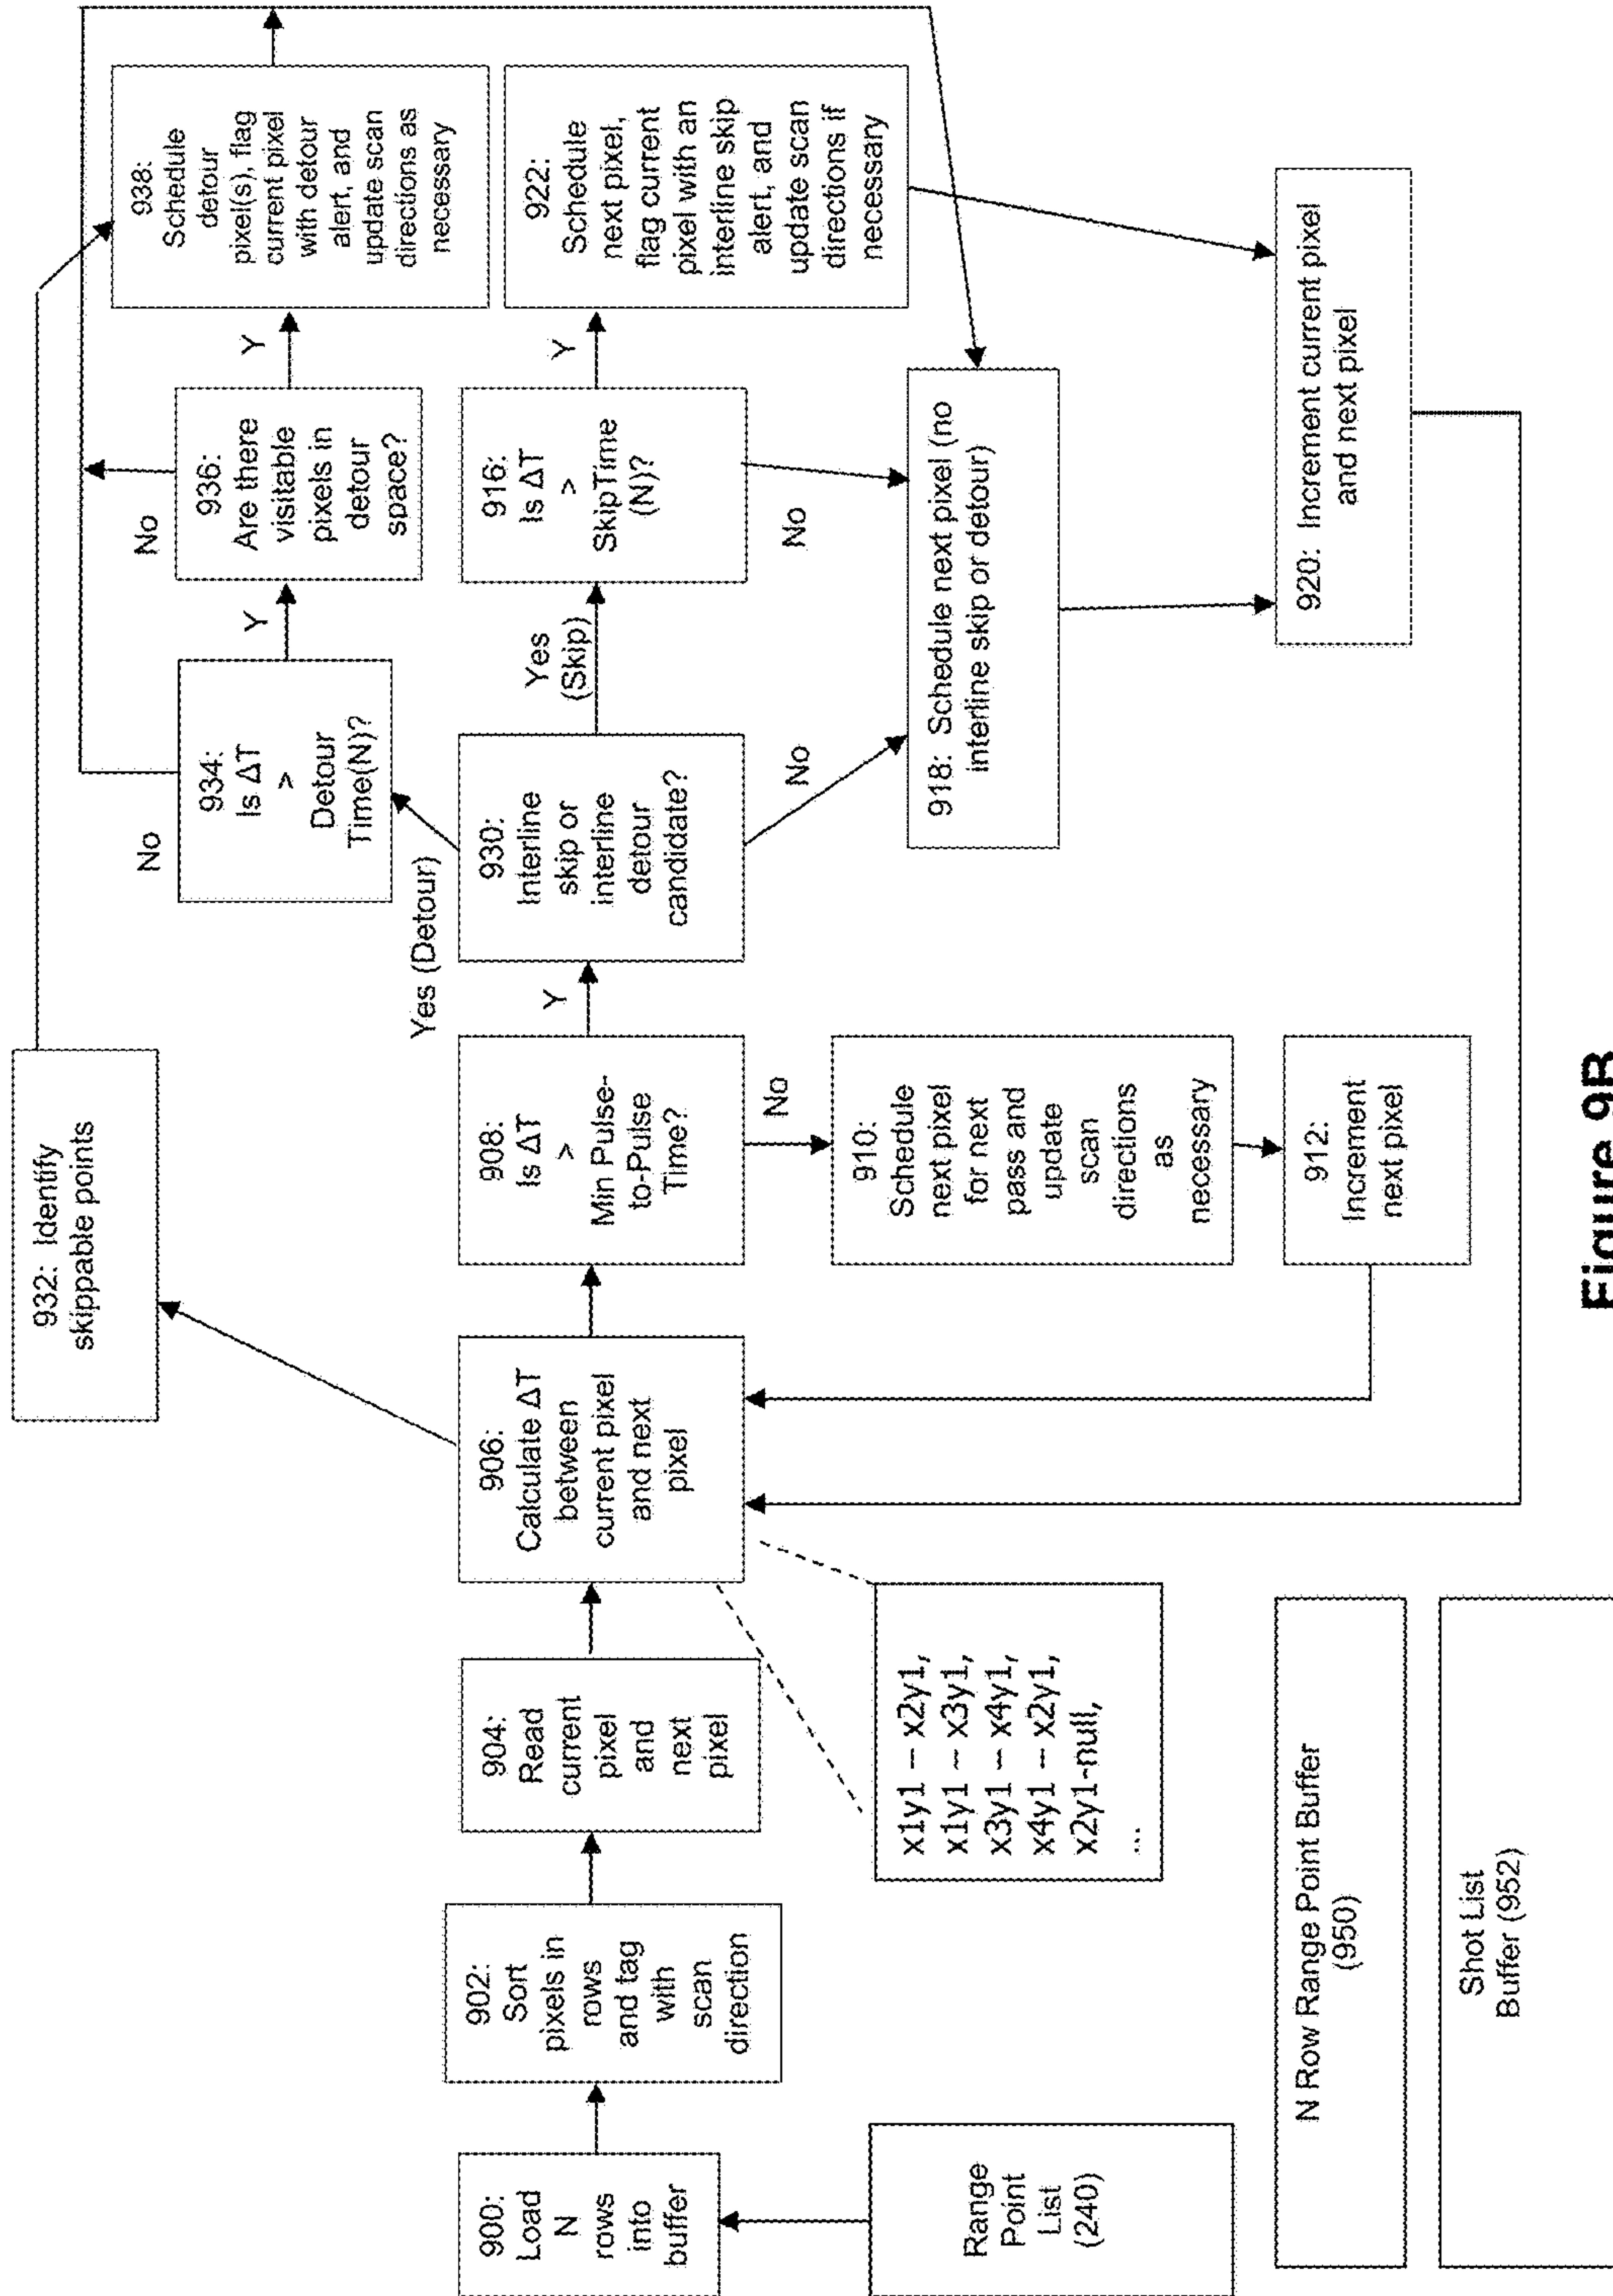 932: Identify
skippable points
900:
Load
N
rows
into
buffer
902:
Sort
pixels in
rows
and tag
with
scan
direction
904:
Read
current
pixel
and
next
pixel
906:
Calculate ΔT
between
current pixel
and next
pixel
908:
Is ΔT
>
Min Pulse-
to-Pulse
Time?
Y
No
Yes (Detour)
930:
Interline
skip or
interline
detour
candidate?
No
Yes
(Skip)
934:
Is ΔT
>
Detour
Time(N)?
No
Y
936:
Are there
visitable
pixels in
detour
space?
No
Y
938:
Schedule
detour
pixel(s), flag
current pixel
with detour
alert, and
update scan
directions as
necessary
916:
Is ΔT
>
SkipTime
(N)?
Y
No
922:
Schedule
next pixel,
flag current
pixel with an
interline skip
alert, and
update scan
directions if
necessary
Range
Point
List
(240)
x1y1 – x2y1,
x1y1 – x3y1,
x3y1 – x4y1,
x4y1 – x2y1,
x2y1-null,
...
910:
Schedule
next pixel
for next
pass and
update
scan
directions
as
necessary
912:
Increment
next pixel
918: Schedule next pixel (no
interline skip or detour)
920: Increment current pixel
and next pixel
N Row Range Point Buffer
(950)
Shot List
Buffer (952)
Figure 9B